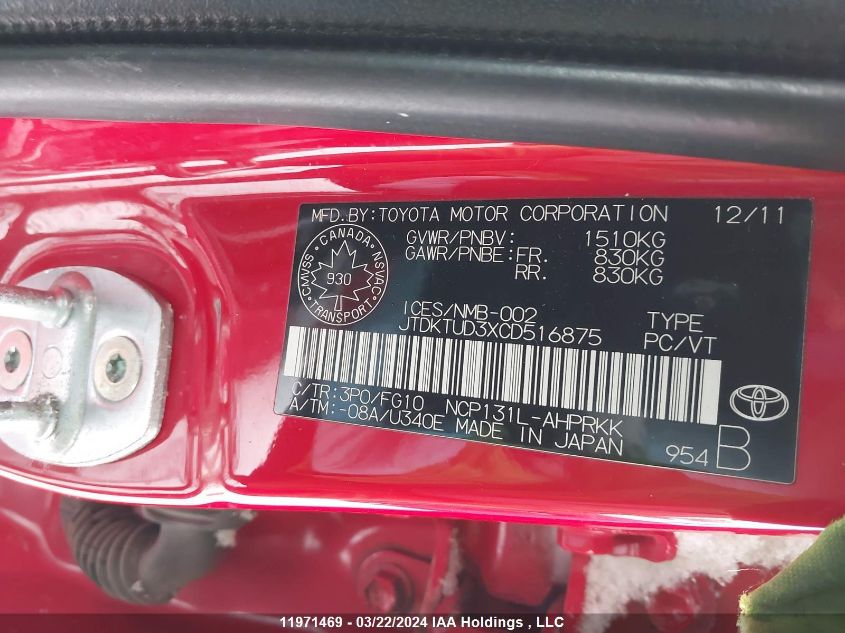 MFD.BY:TOYOTA MOTOR CORPORATION 12/11
GVWR/PNBV: 1510KG
GAWR/PNBE:FR. 830KG
RR. 830KG
CANADA
CMVSS 930 NSVAC
TRANSPORT
ICES/NMB-002
JTDKTUD3XCD516875 TYPE
PC/VT
C/TR:3P0/FG10 NCP131L-AHPRKK
A/TM:-08A/U340E MADE IN JAPAN 954 B
11971469 - 03/22/2024 IAA Holdings , LLC